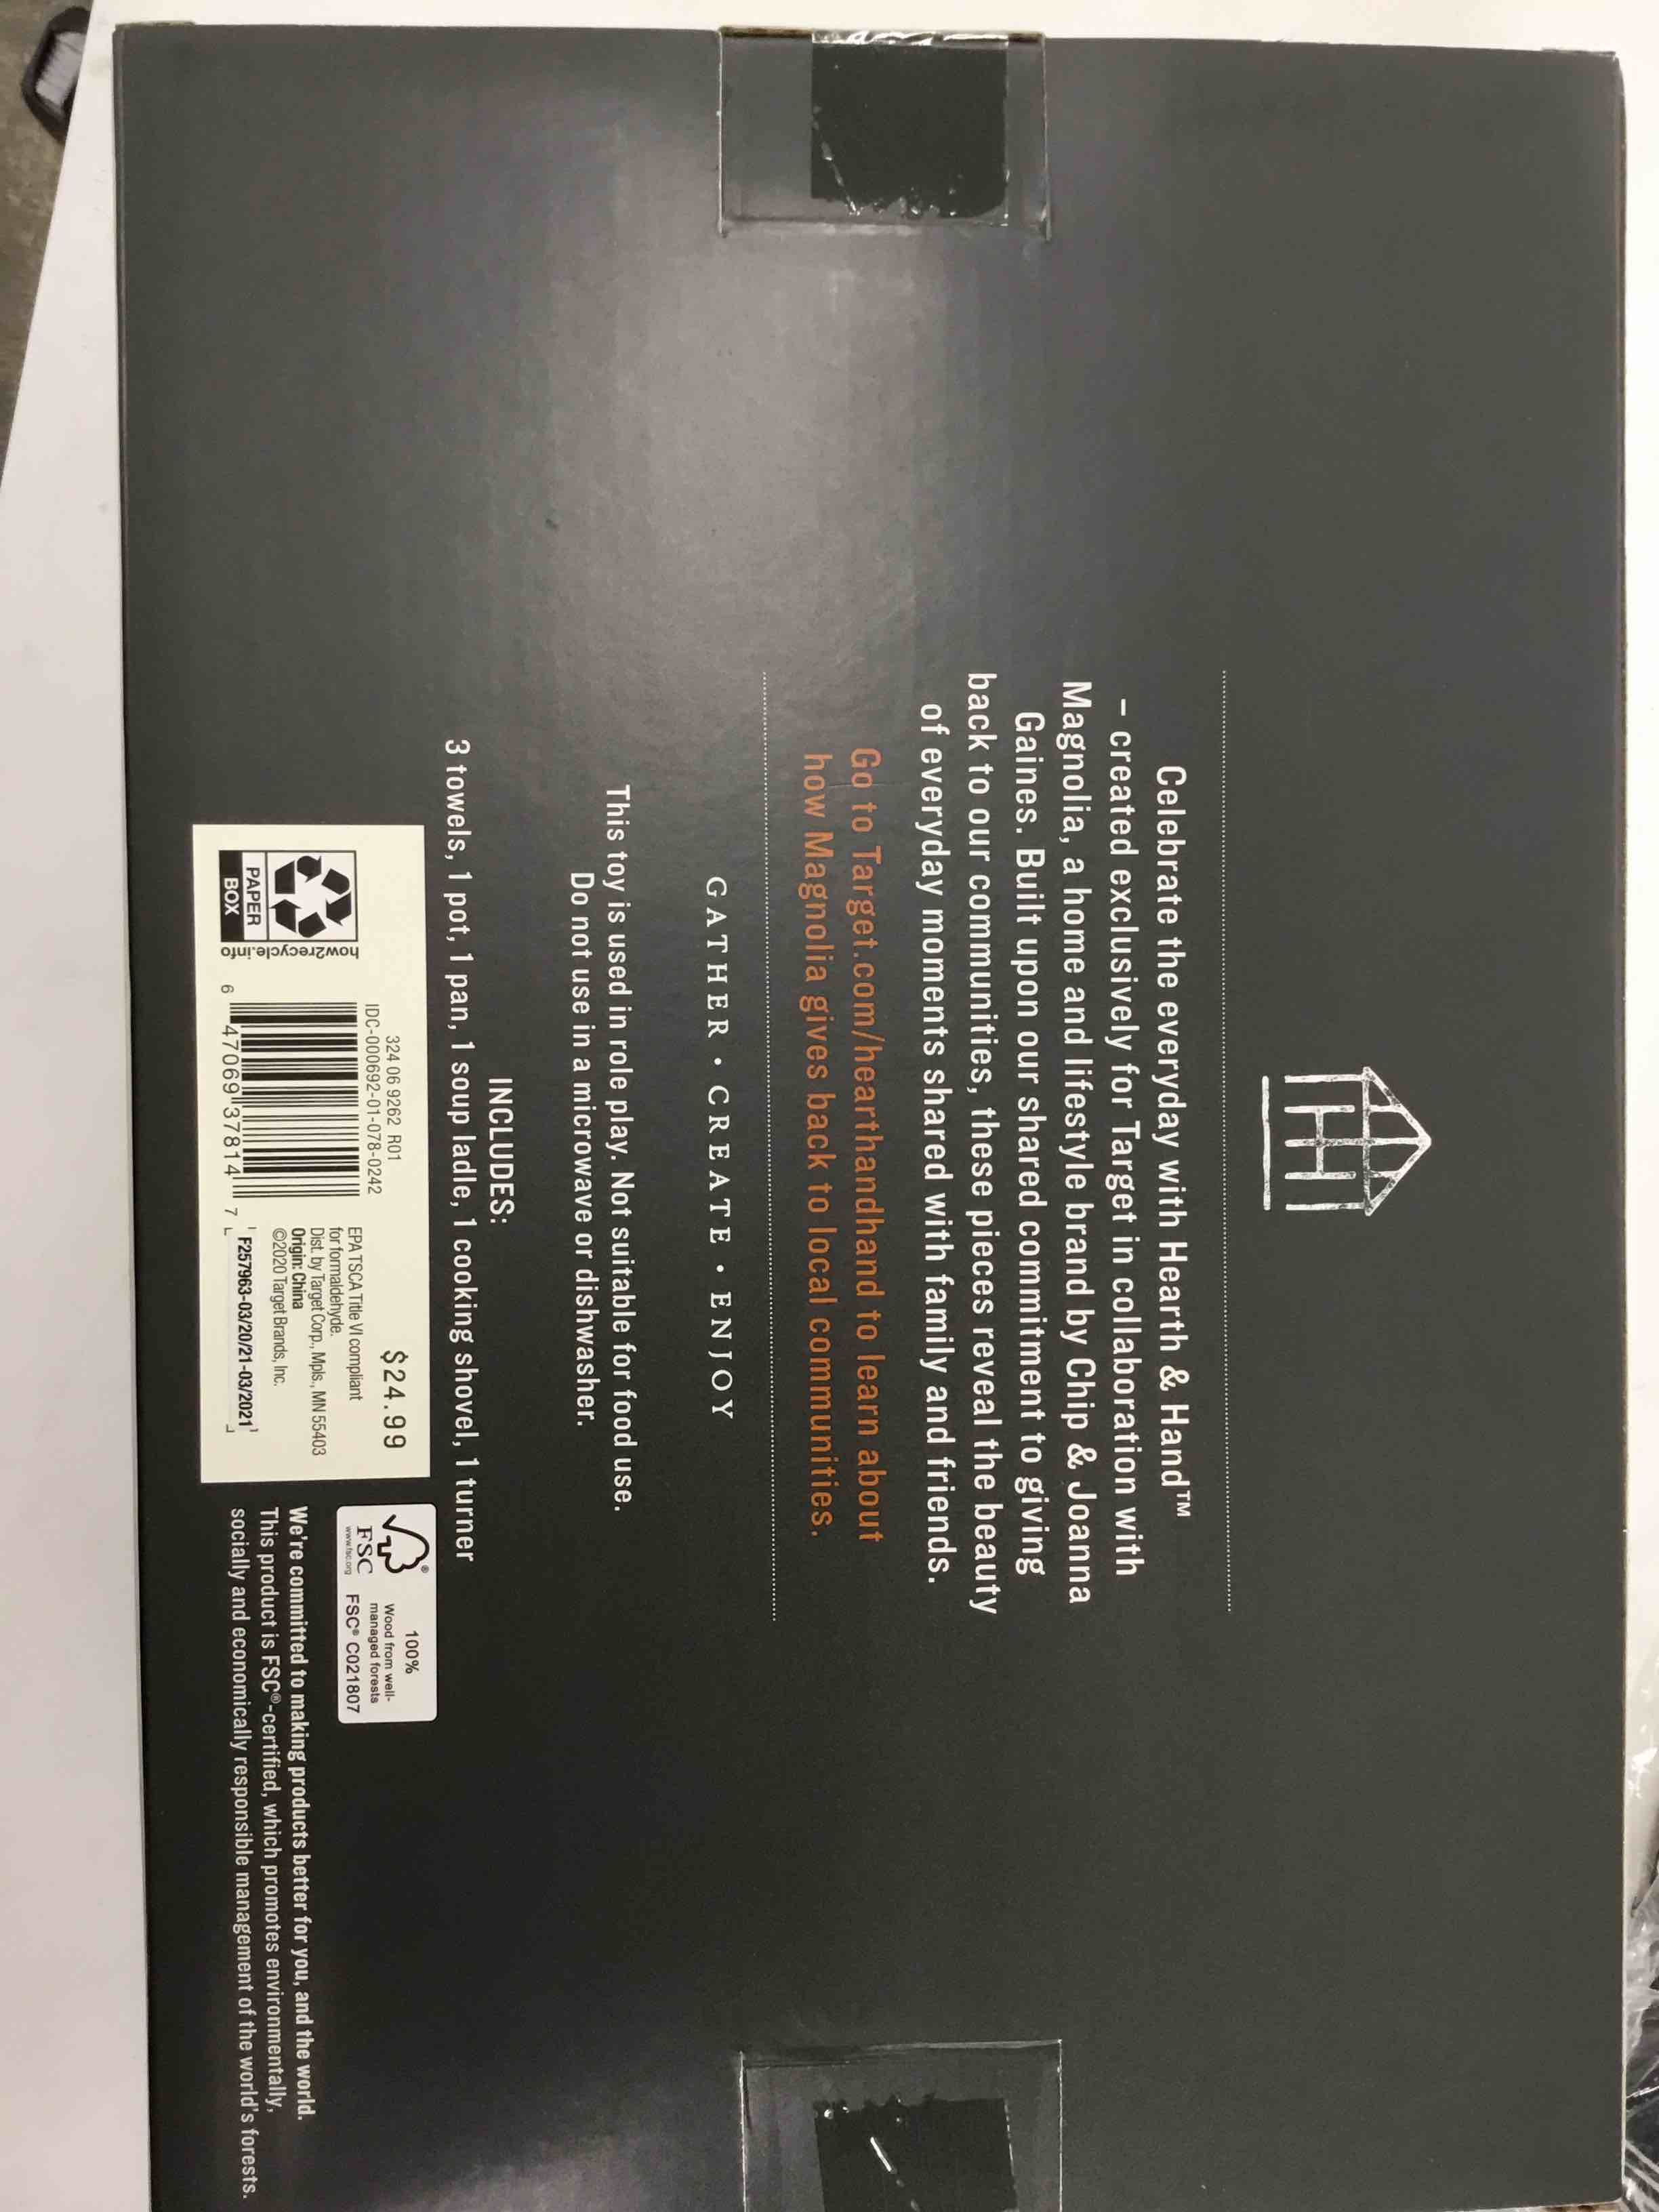 Celebrate the everyday with Hearth & Hand™
– created exclusively for Target in collaboration with
Magnolia, a home and lifestyle brand by Chip & Joanna
Gaines. Built upon our shared commitment to giving
back to our communities, these pieces reveal the beauty
of everyday moments shared with family and friends.
Go to Target.com/hearthandhand to learn about
how Magnolia gives back to local communities.
GATHER • CREATE • ENJOY
This toy is used in role play. Not suitable for food use.
Do not use in a microwave or dishwasher.
INCLUDES:
3 towels, 1 pot, 1 pan, 1 soup ladle, 1 cooking shovel, 1 turner
PAPER
BOX
how2recycle.info
324 06 9262 R01
IDC-000692-01-078-0242
6 47069 37814 7
$24.99
EPA TSCA Title VI compliant
for formaldehyde.
Dist. by Target Corp., Mpls., MN 55403
Origin: China
©2020 Target Brands, Inc.
F257963-03/20/21-03/2021
FSC
www.fsc.org
100%
Wood from well-
managed forests
FSC® C021807
We're committed to making products better for you, and the world.
This product is FSC®-certified, which promotes environmentally,
socially and economically responsible management of the world's forests.